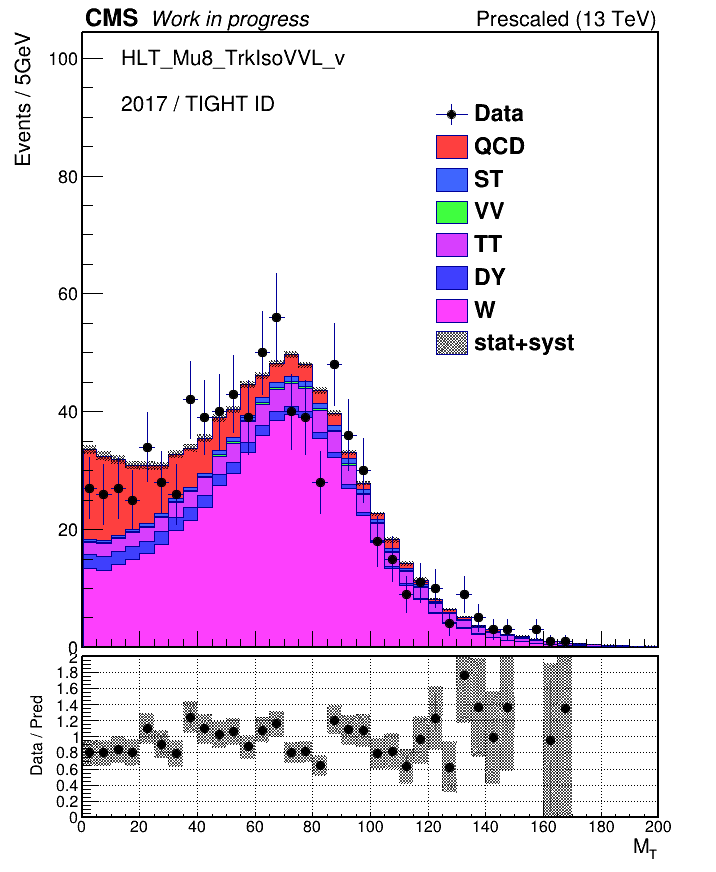 CMS Work in progress Prescaled (13 TeV)
Events / 5GeV
HLT_Mu8_TrkIsoVVL_v
2017 / TIGHT ID
Data
QCD
ST
VV
TT
DY
W
stat+syst
100
80
60
40
20
0
Data / Pred
2
1.8
1.6
1.4
1.2
1
0.8
0.6
0.4
0.2
0
0 20 40 60 80 100 120 140 160 180 200
M_T